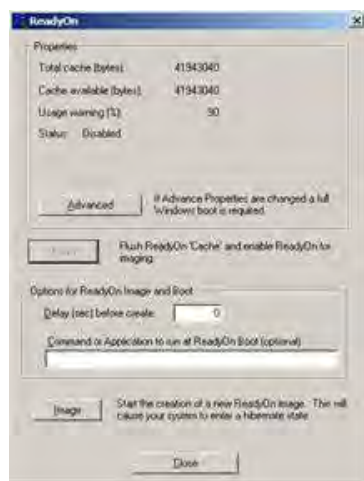 ReadyOn
Properties
Total cache (bytes): 41943040
Cache available (bytes): 41943040
Usage warning (%): 90
Status: Disabled
Advanced
If Advance Properties are changed a full
Windows boot is required.
Flush ReadyOn 'Cache' and enable ReadyOn for
imaging.
Options for ReadyOn Image and Boot
Delay (sec) before create: 0
Command or Application to run at ReadyOn Boot (optional)
Image
Start the creation of a new ReadyOn image. This will
cause your system to enter a hibernate state
Close